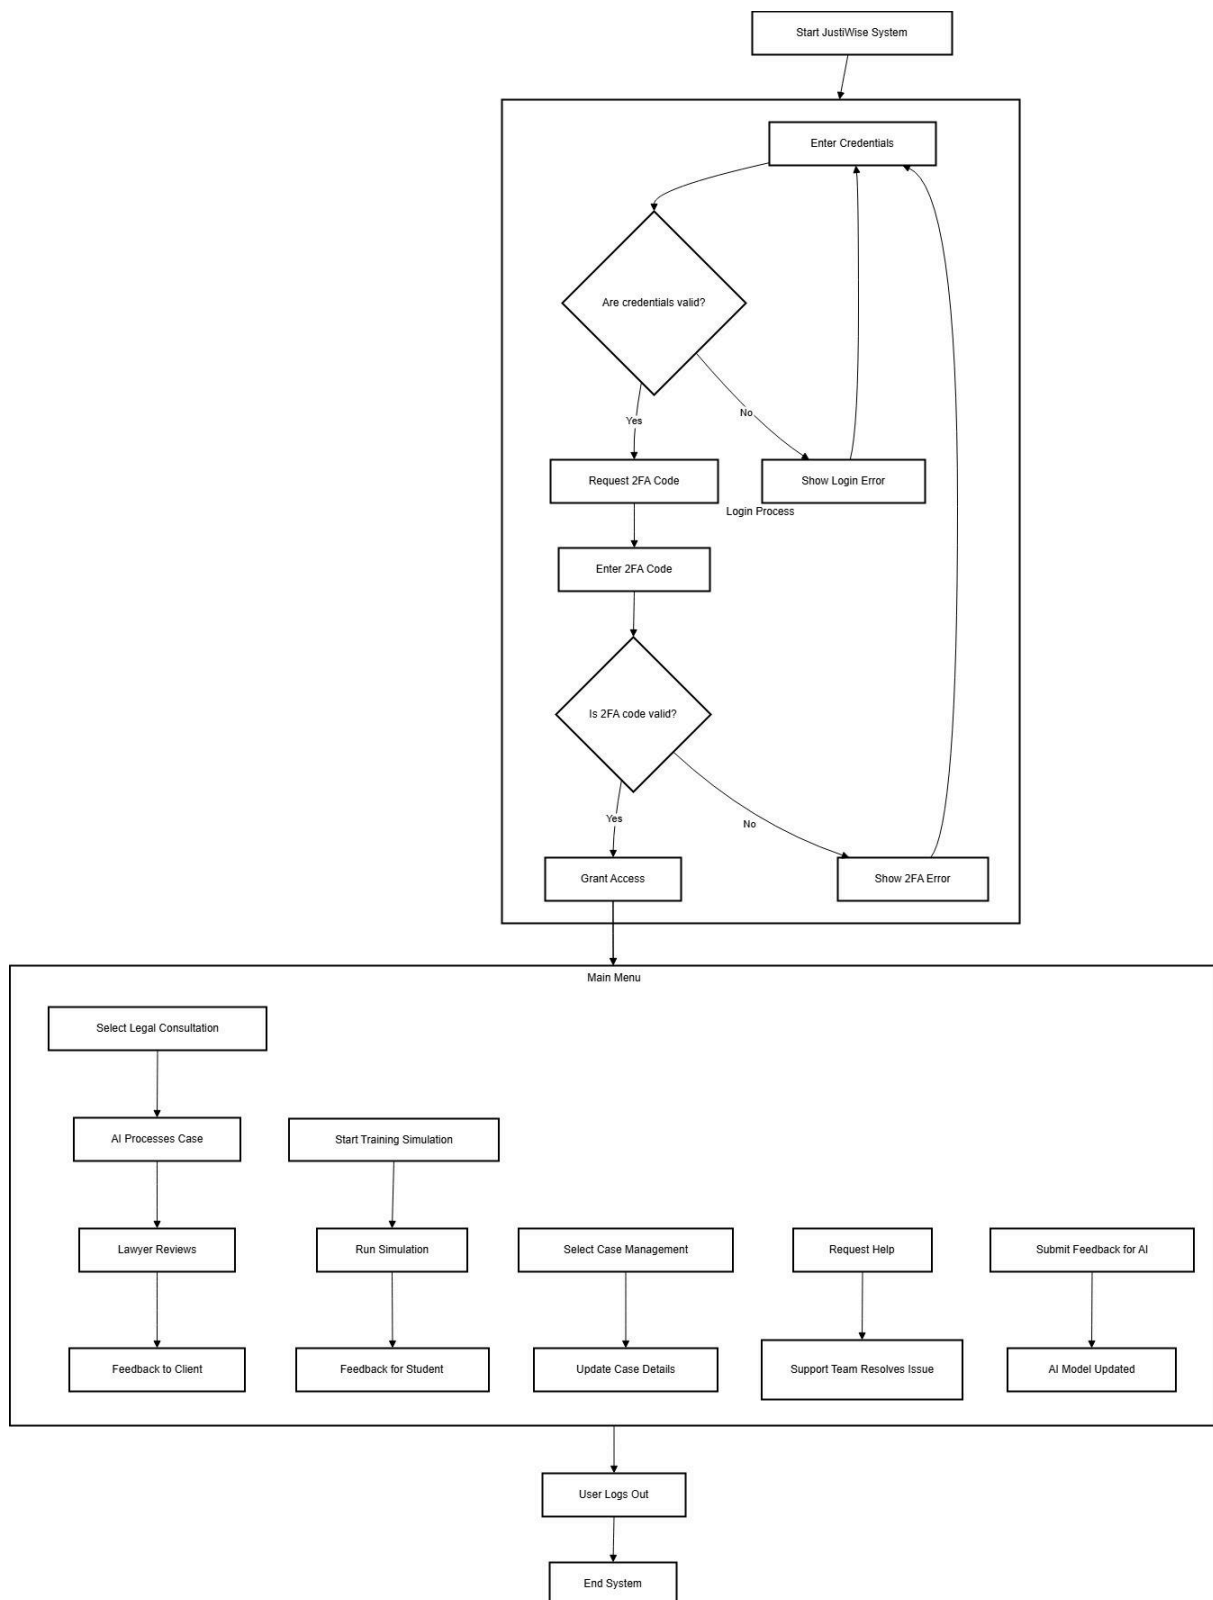 Start JustiWise System
Enter Credentials
Are credentials valid?
Yes
No
Request 2FA Code
Show Login Error
Login Process
Enter 2FA Code
Is 2FA code valid?
Yes
No
Grant Access
Show 2FA Error
Main Menu
Select Legal Consultation
AI Processes Case
Lawyer Reviews
Feedback to Client
Start Training Simulation
Run Simulation
Feedback for Student
Select Case Management
Update Case Details
Request Help
Support Team Resolves Issue
Submit Feedback for AI
AI Model Updated
User Logs Out
End System